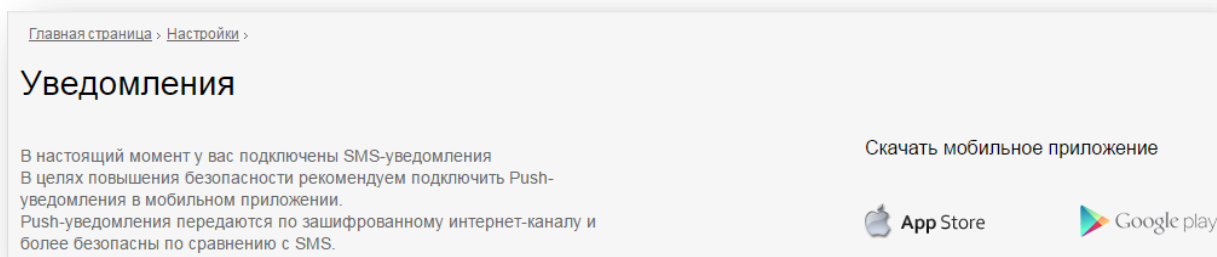 Главная страница › Настройки ›
Уведомления
В настоящий момент у вас подключены SMS-уведомления
В целях повышения безопасности рекомендуем подключить Push-
уведомления в мобильном приложении.
Push-уведомления передаются по зашифрованному интернет-каналу и
более безопасны по сравнению с SMS.
Скачать мобильное приложение
App Store
Google play